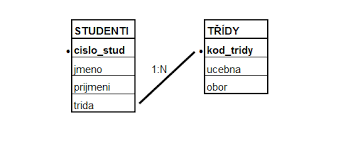 STUDENTI
cislo_stud
jmeno
prijmeni
trida
1:N
TŘÍDY
kod_tridy
ucebna
obor